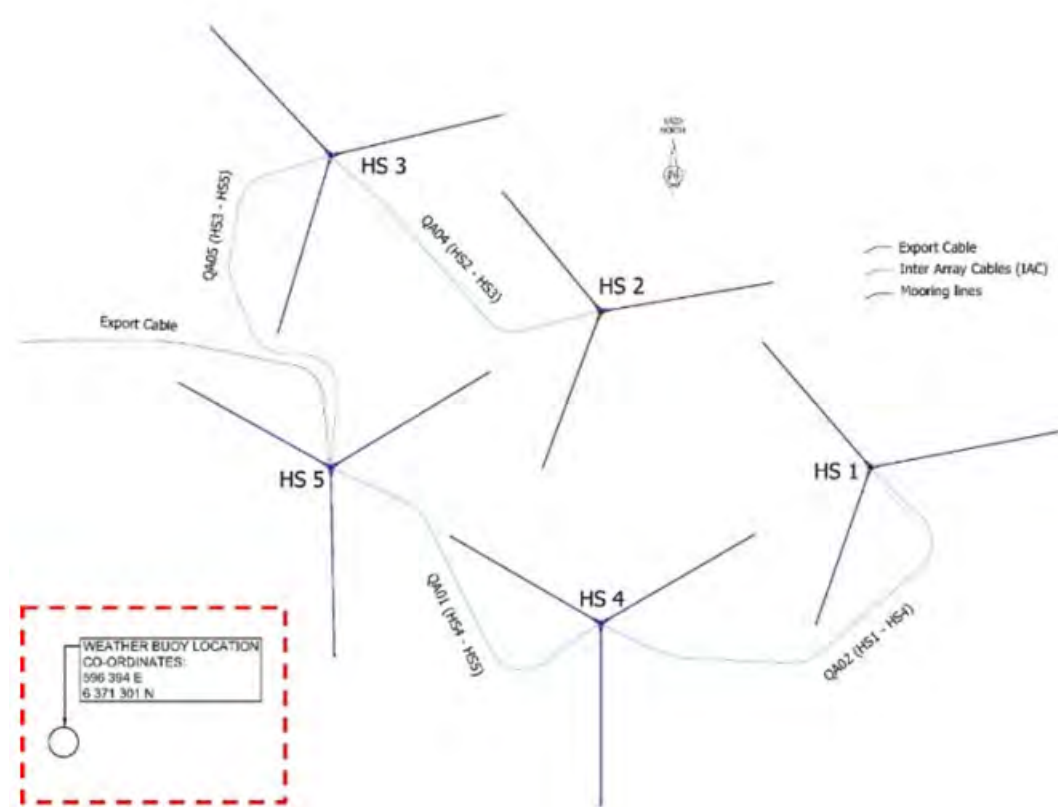 HS 3
QA05 (HS3 - HS5)
QA04 (HS2 - HS3)
NORTH
N
HS 2
Export Cable
Inter Array Cables (IAC)
Mooring lines
Export Cable
HS 5
HS 1
HS 4
QA01 (HS4 - HS5)
QA02 (HS1 - HS4)
WEATHER BUOY LOCATION
CO-ORDINATES:
596 394 E
6 371 301 N